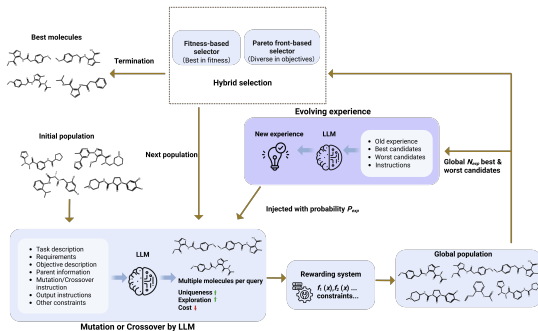 Best molecules
Termination
Fitness-based
selector
(Best in fitness)
Pareto front-based
selector
(Diverse in objectives)
Hybrid selection
Evolving experience
New experience
LLM
• Old experience
• Best candidates
• Worst candidates
• Instructions
Global Nexp best &
worst candidates
Initial population
Next population
Injected with probability Pexp
• Task description
• Requirements
• Objective description
• Parent information
• Mutation/Crossover
instruction
• Output instructions
• Other constraints
LLM
Multiple molecules per query
Uniqueness ↑
Exploration ↑
Cost ↓
Mutation or Crossover by LLM
Rewarding system
f₁ (x),f₂ (x) ...
constraints...
Global population